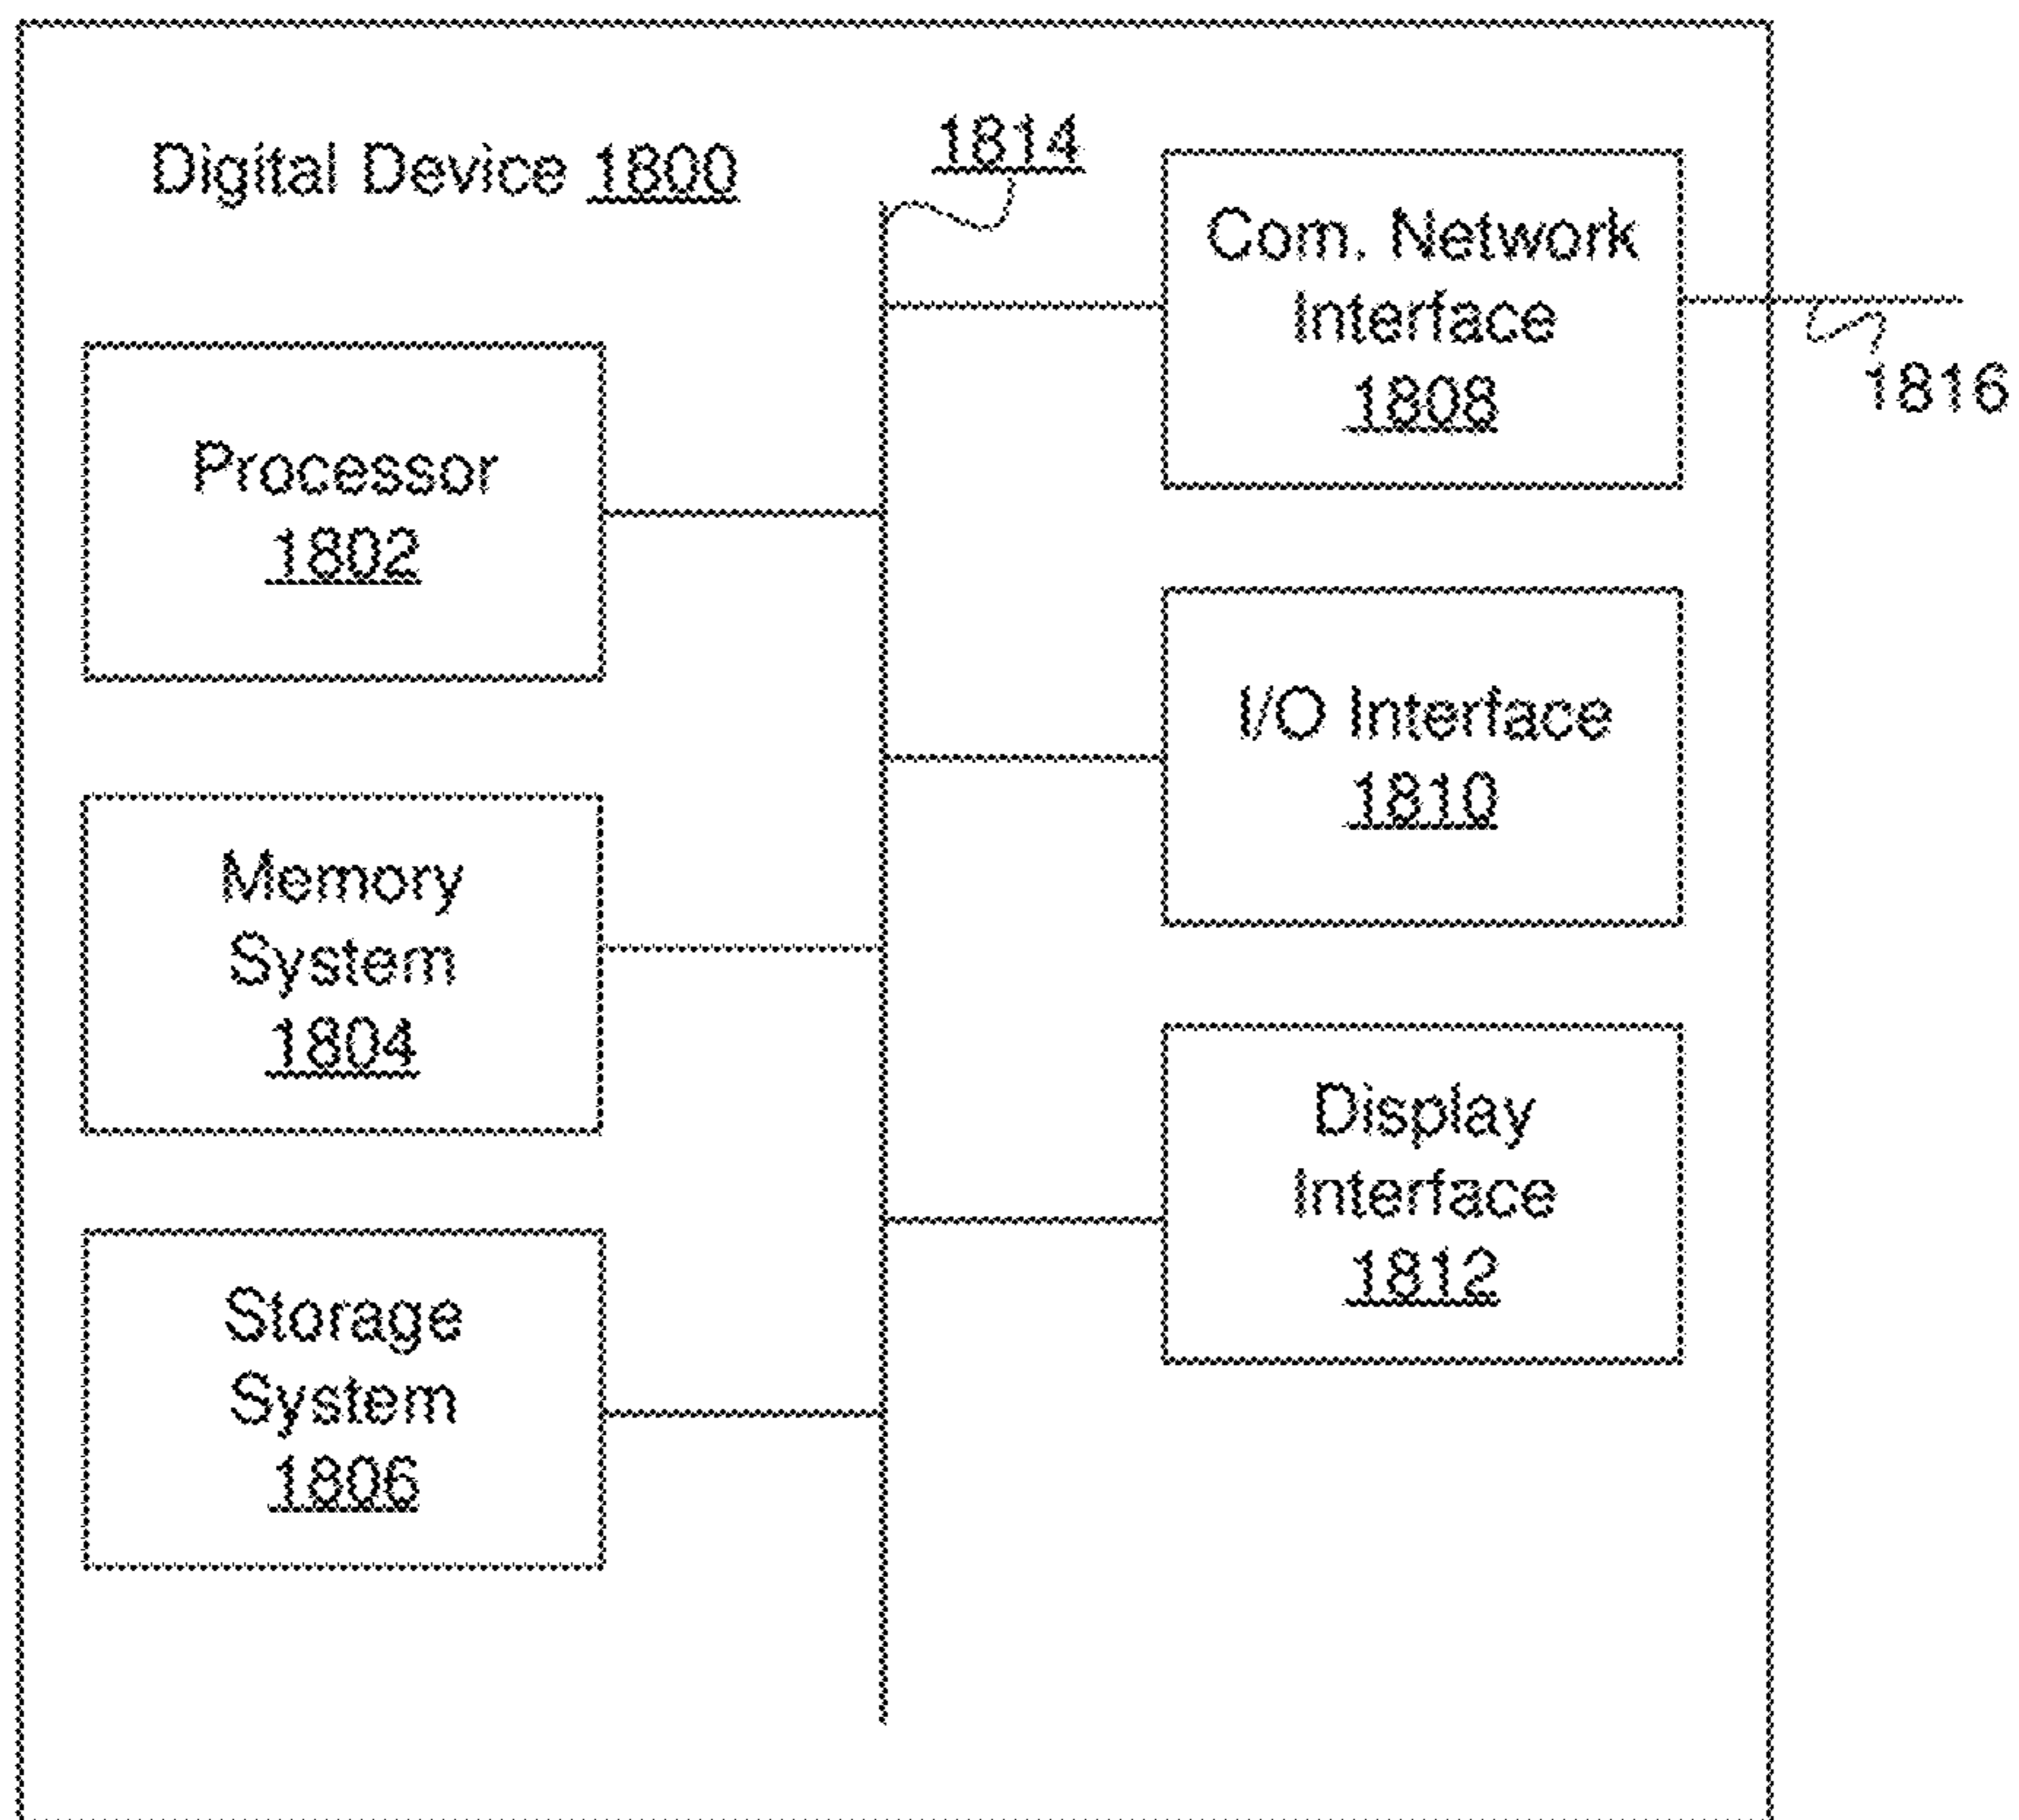 Digital Device 1800
1814
Com. Network
Interface
1808
1816
Processor
1802
I/O Interface
1810
Memory
System
1804
Display
Interface
1812
Storage
System
1806